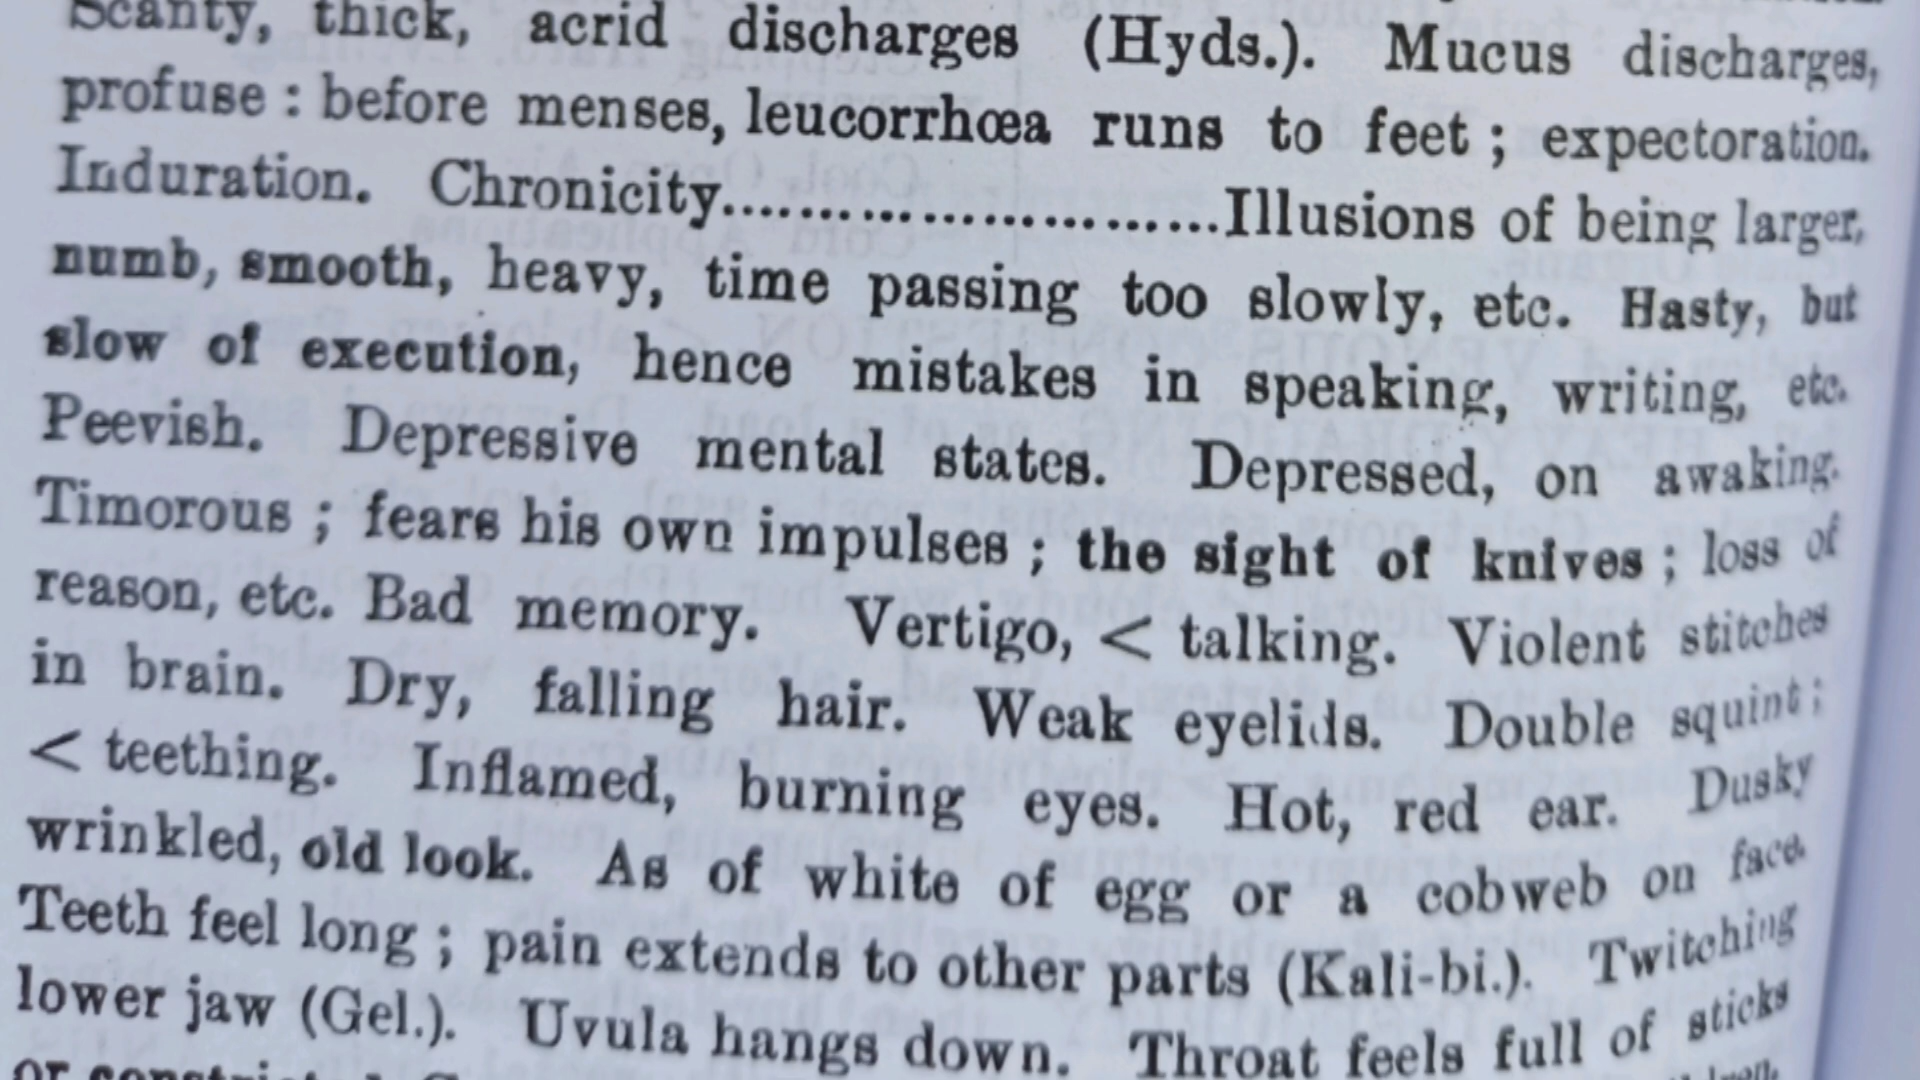 Scanty, thick, acrid discharges (Hyds.). Mucus discharges,
profuse : before menses, leucorrhœa runs to feet ; expectoration.
Induration. Chronicity.................................Illusions of being larger,
numb, smooth, heavy, time passing too slowly, etc. Hasty, but
slow of execution, hence mistakes in speaking, writing, etc.
Peevish. Depressive mental states. Depressed, on awaking.
Timorous ; fears his own impulses ; the sight of knives ; loss of
reason, etc. Bad memory. Vertigo, < talking. Violent stitches
in brain. Dry, falling hair. Weak eyelids. Double squint ;
< teething. Inflamed, burning eyes. Hot, red ear. Dusky
wrinkled, old look. As of white of egg or a cobweb on face.
Teeth feel long ; pain extends to other parts (Kali-bi.). Twitching
lower jaw (Gel.). Uvula hangs down. Throat feels full of sticks
or